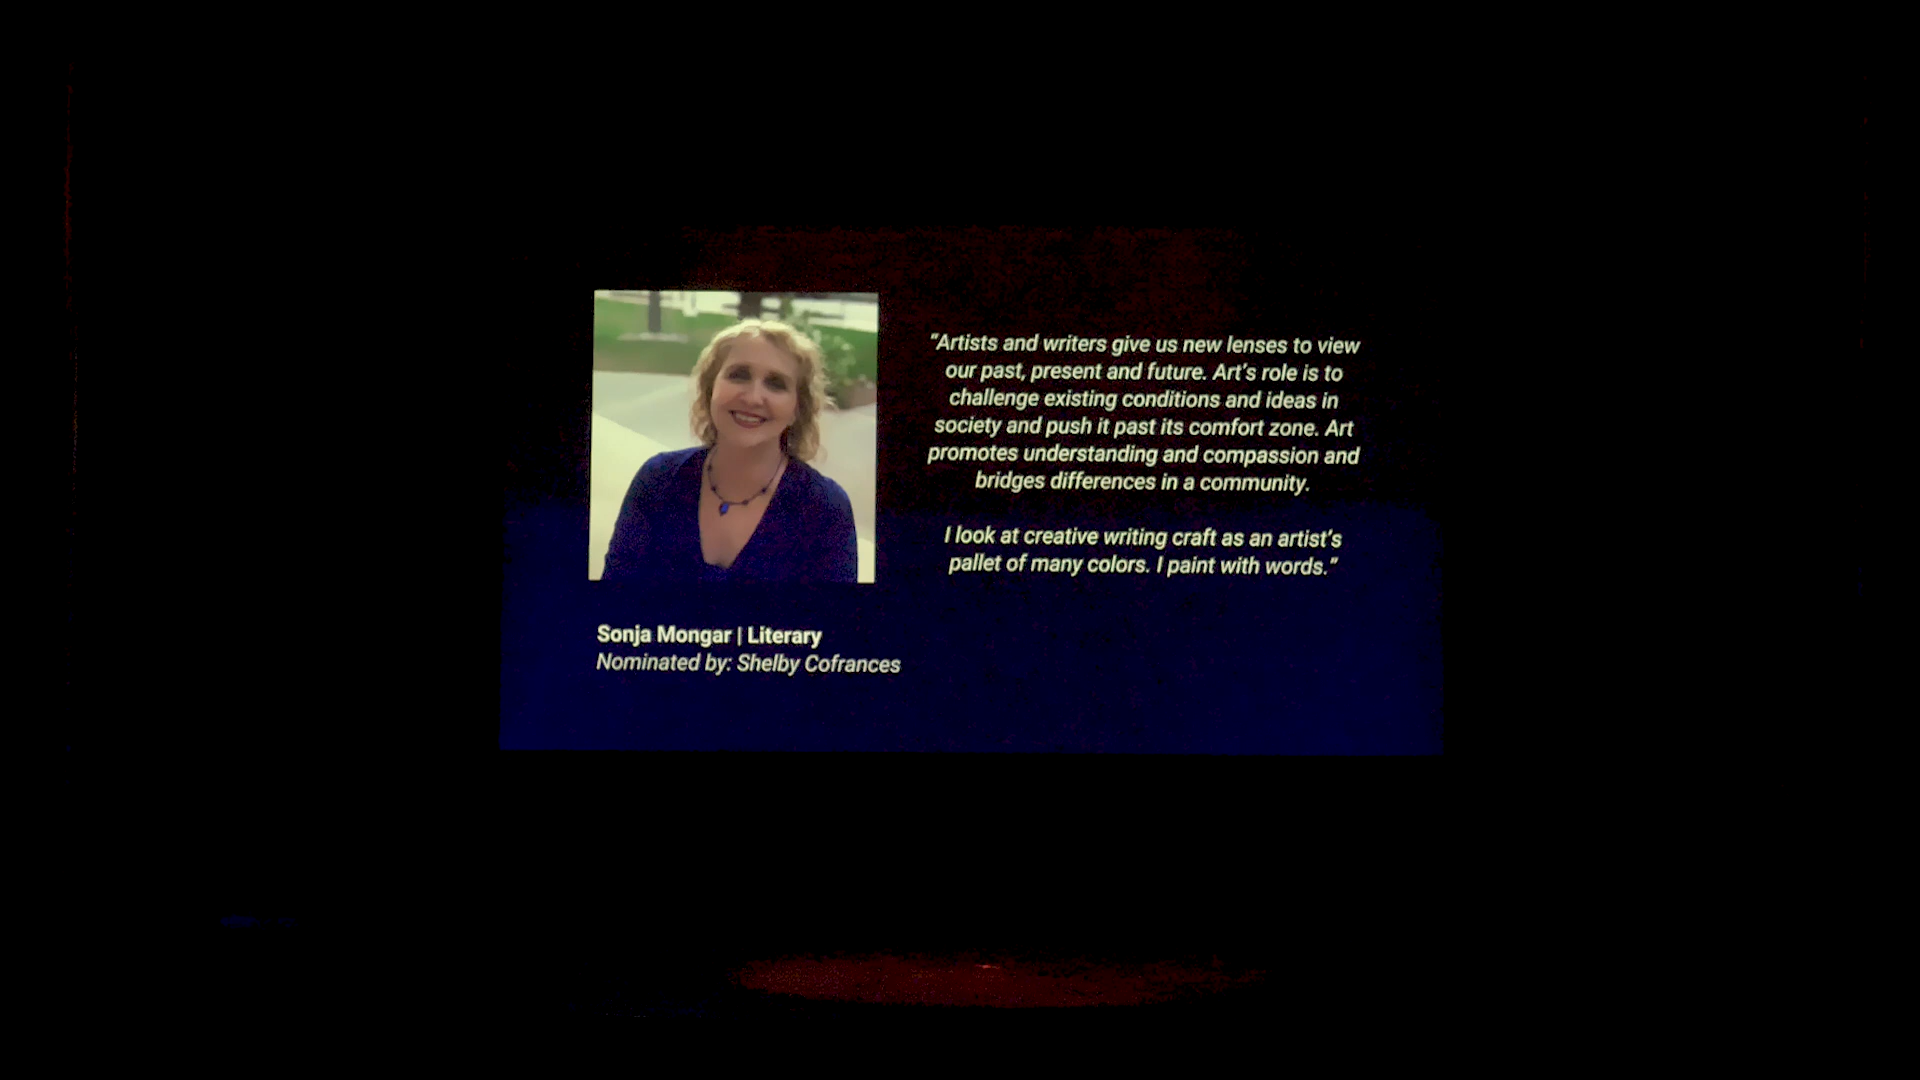 "Artists and writers give us new lenses to view
our past, present and future. Art's role is to
challenge existing conditions and ideas in
society and push it past its comfort zone. Art
promotes understanding and compassion and
bridges differences in a community.
I look at creative writing craft as an artist's
pallet of many colors. I paint with words."
Sonja Mongar | Literary
Nominated by: Shelby Cofrances